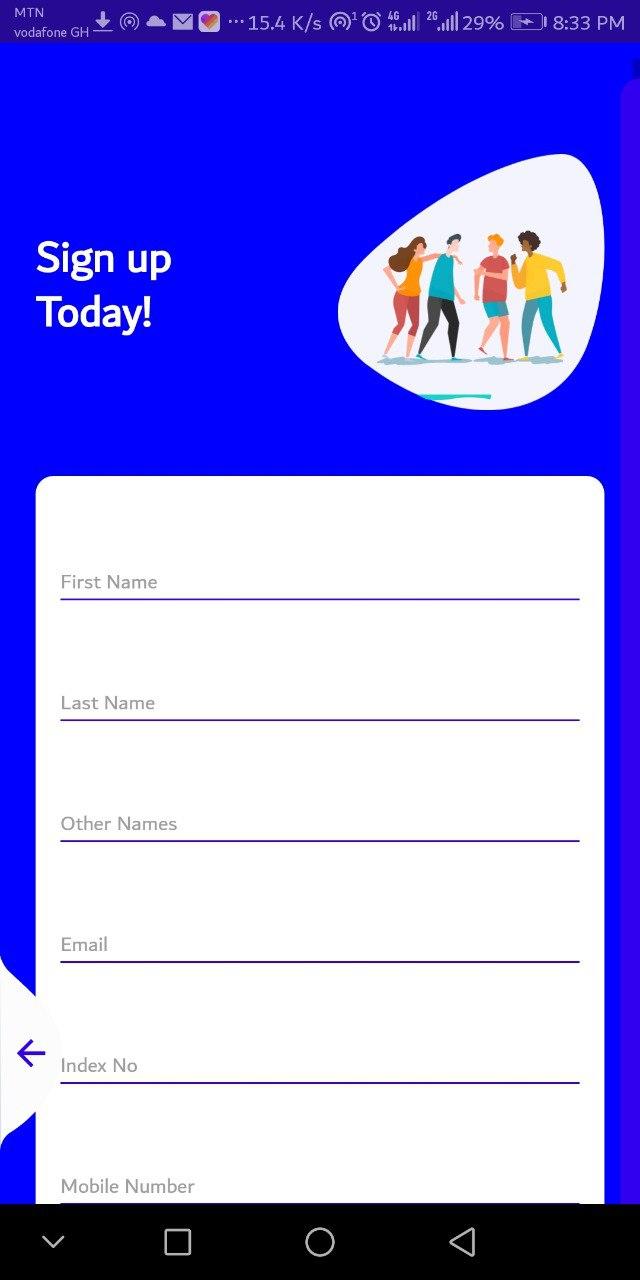 MTN
vodafone GH
15.4 K/s
1
4G
2G
29%
8:33 PM
Sign up
Today!
First Name
Last Name
Other Names
Email
Index No
Mobile Number